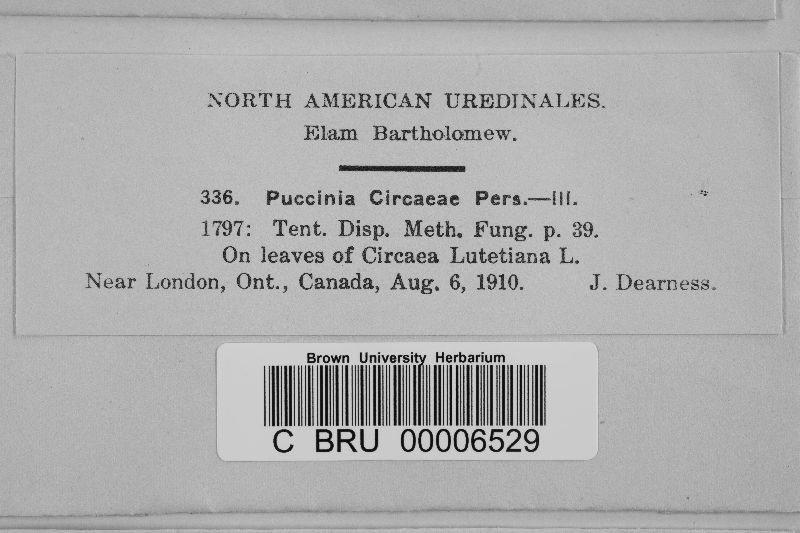 NORTH AMERICAN UREDINALES.
Elam Bartholomew.
336. Puccinia Circaeae Pers.—III.
1797: Tent. Disp. Meth. Fung. p. 39.
On leaves of Circaea Lutetiana L.
Near London, Ont., Canada, Aug. 6, 1910. J. Dearness.
Brown University Herbarium
C BRU 00006529